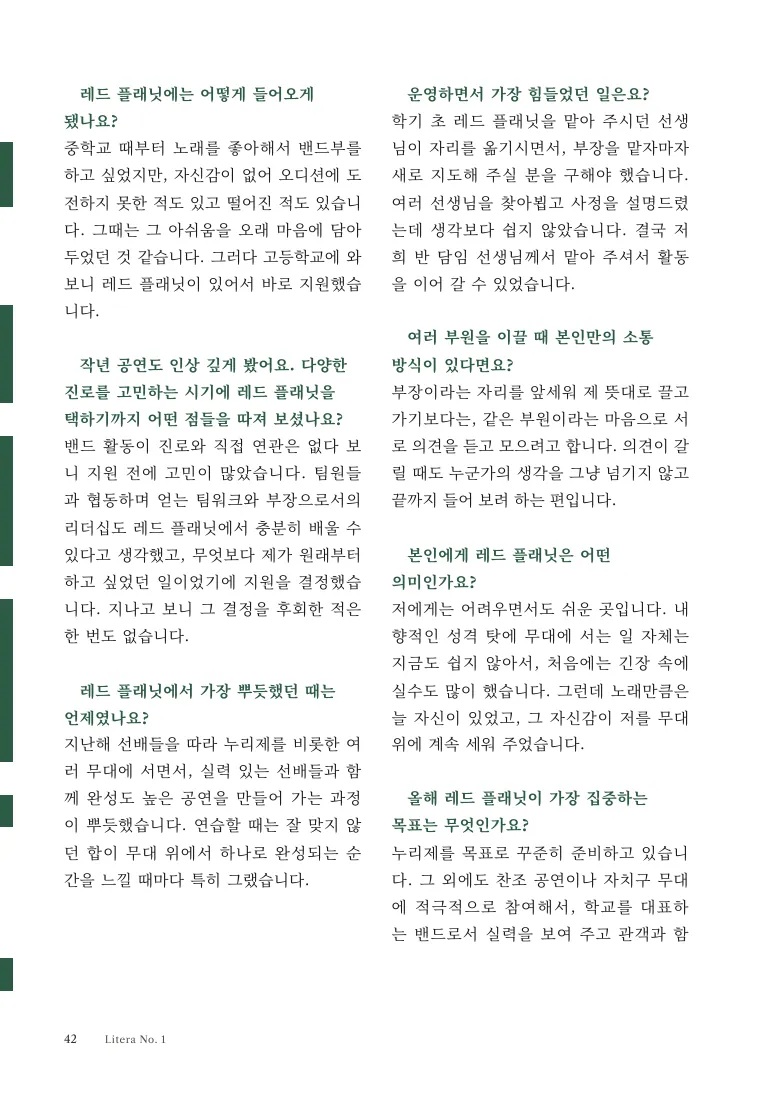 레드 플래닛에는 어떻게 들어오게
됐나요?
중학교 때부터 노래를 좋아해서 밴드부를
하고 싶었지만, 자신감이 없어 오디션에 도
전하지 못한 적도 있고 떨어진 적도 있습니
다. 그때는 그 아쉬움을 오래 마음에 담아
두었던 것 같습니다. 그러다 고등학교에 와
보니 레드 플래닛이 있어서 바로 지원했습
니다.
작년 공연도 인상 깊게 봤어요. 다양한
진로를 고민하는 시기에 레드 플래닛을
택하기까지 어떤 점들을 따져 보셨나요?
밴드 활동이 진로와 직접 연관은 없다 보
니 지원 전에 고민이 많았습니다. 팀원들
과 협동하며 얻는 팀워크와 부장으로서의
리더십도 레드 플래닛에서 충분히 배울 수
있다고 생각했고, 무엇보다 제가 원래부터
하고 싶었던 일이었기에 지원을 결정했습
니다. 지나고 보니 그 결정을 후회한 적은
한 번도 없습니다.
레드 플래닛에서 가장 뿌듯했던 때는
언제였나요?
지난해 선배들을 따라 누리제를 비롯한 여
러 무대에 서면서, 실력 있는 선배들과 함
께 완성도 높은 공연을 만들어 가는 과정
이 뿌듯했습니다. 연습할 때는 잘 맞지 않
던 합이 무대 위에서 하나로 완성되는 순
간을 느낄 때마다 특히 그랬습니다.
운영하면서 가장 힘들었던 일은요?
학기 초 레드 플래닛을 맡아 주시던 선생
님이 자리를 옮기시면서, 부장을 맡자마자
새로 지도해 주실 분을 구해야 했습니다.
여러 선생님을 찾아뵙고 사정을 설명드렸
는데 생각보다 쉽지 않았습니다. 결국 저
희 반 담임 선생님께서 맡아 주셔서 활동
을 이어 갈 수 있었습니다.
여러 부원을 이끌 때 본인만의 소통
방식이 있다면요?
부장이라는 자리를 앞세워 제 뜻대로 끌고
가기보다는, 같은 부원이라는 마음으로 서
로 의견을 듣고 모으려고 합니다. 의견이 갈
릴 때도 누군가의 생각을 그냥 넘기지 않고
끝까지 들어 보려 하는 편입니다.
본인에게 레드 플래닛은 어떤
의미인가요?
저에게는 어려우면서도 쉬운 곳입니다. 내
향적인 성격 탓에 무대에 서는 일 자체는
지금도 쉽지 않아서, 처음에는 긴장 속에
실수도 많이 했습니다. 그런데 노래만큼은
늘 자신이 있었고, 그 자신감이 저를 무대
위에 계속 세워 주었습니다.
올해 레드 플래닛이 가장 집중하는
목표는 무엇인가요?
누리제를 목표로 꾸준히 준비하고 있습니
다. 그 외에도 찬조 공연이나 자치구 무대
에 적극적으로 참여해서, 학교를 대표하
는 밴드로서 실력을 보여 주고 관객과 함
42 Litera No. 1